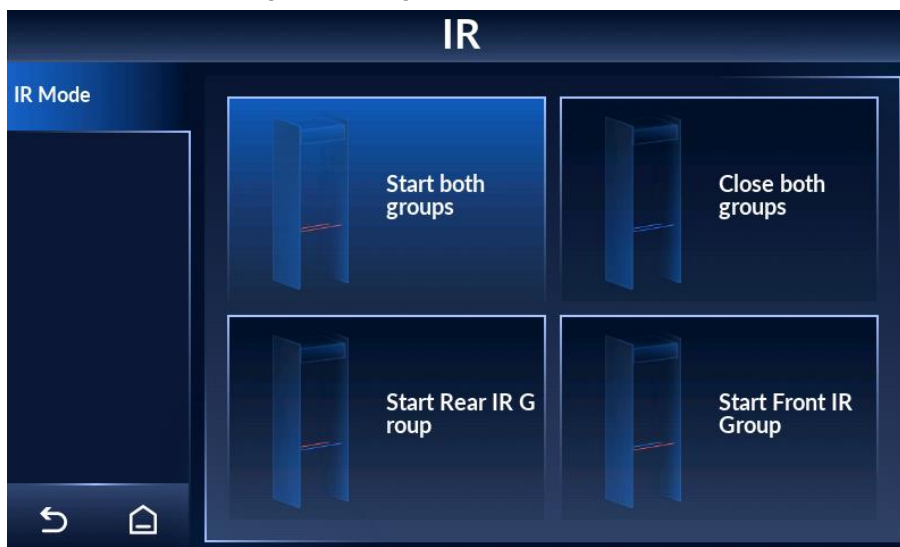 IR
IR Mode
Start both
groups
Close both
groups
Start Rear IR G
roup
Start Front IR
Group